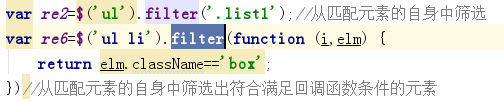 var re2=$('ul').filter('.list1');//从匹配元素的自身中筛选
var re6=$('ul li').filter(function (i,elm) {
    return elm.className=='box';
})//从匹配元素的自身中筛选出符合满足回调函数条件的元素